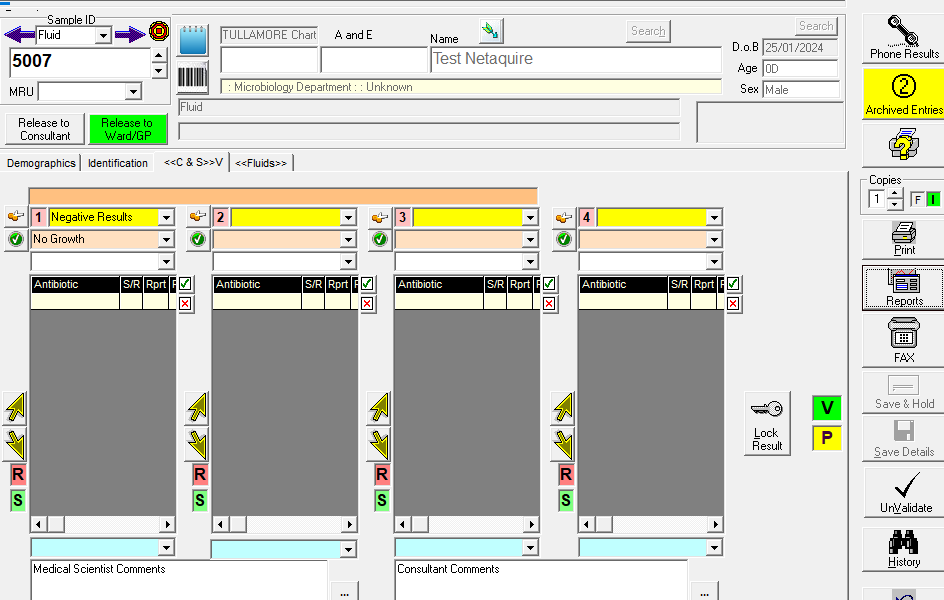 Sample ID
Fluid
5007
MRU
Release to
Consultant
Release to
Ward/GP
TULLAMORE Chart
A and E
Name
Search
Test Netaquire
: Microbiology Department : : Unknown
Fluid
Search
D.o.B 25/01/2024
Age 0D
Sex Male
Demographics Identification <<C & S>>V <<Fluids>>
1 Negative Results 2 3 4
No Growth
Antibiotic S/R Rprt Antibiotic S/R Rprt Antibiotic S/R Rprt Antibiotic S/R Rprt
R R R R
S S S S
Lock
Result
V
P
Medical Scientist Comments Consultant Comments
... ...
Phone Results
2
Archived Entries
?
Copies
1 F I
Print
Reports
FAX
Save & Hold
Save Details
UnValidate
History